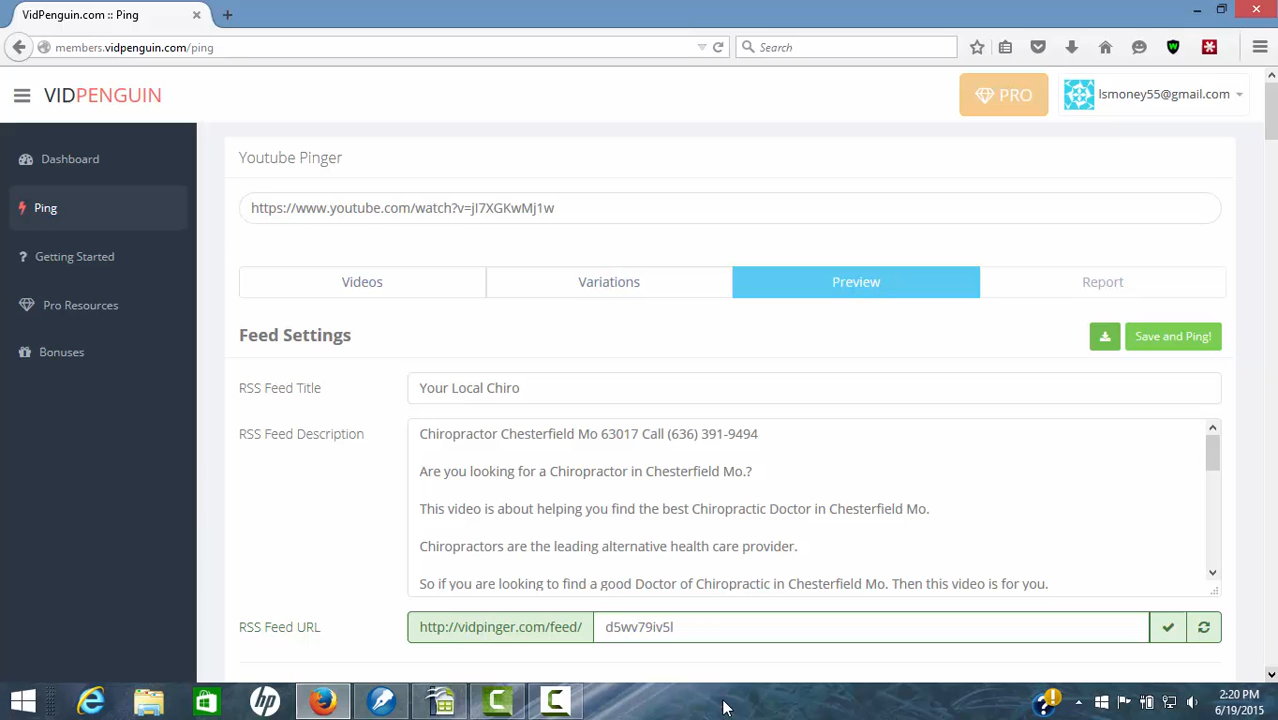 VidPenguin.com :: Ping
members.vidpenguin.com/ping
Search
VIDPENGUIN
PRO
lsmoney55@gmail.com
Dashboard
Ping
Getting Started
Pro Resources
Bonuses
Youtube Pinger
https://www.youtube.com/watch?v=jI7XGKwMj1w
Videos
Variations
Preview
Report
Feed Settings
Save and Ping!
RSS Feed Title
Your Local Chiro
RSS Feed Description
Chiropractor Chesterfield Mo 63017 Call (636) 391-9494
Are you looking for a Chiropractor in Chesterfield Mo.?
This video is about helping you find the best Chiropractic Doctor in Chesterfield Mo.
Chiropractors are the leading alternative health care provider.
So if you are looking to find a good Doctor of Chiropractic in Chesterfield Mo. Then this video is for you.
RSS Feed URL
http://vidpinger.com/feed/
d5wv79iv5l
2:20 PM
6/19/2015